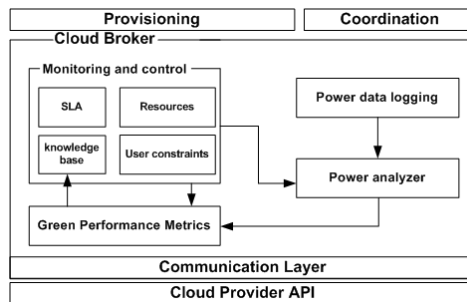 Provisioning
Coordination
Cloud Broker
Monitoring and control
SLA
Resources
Power data logging
knowledge
base
User constraints
Power analyzer
Green Performance Metrics
Communication Layer
Cloud Provider API